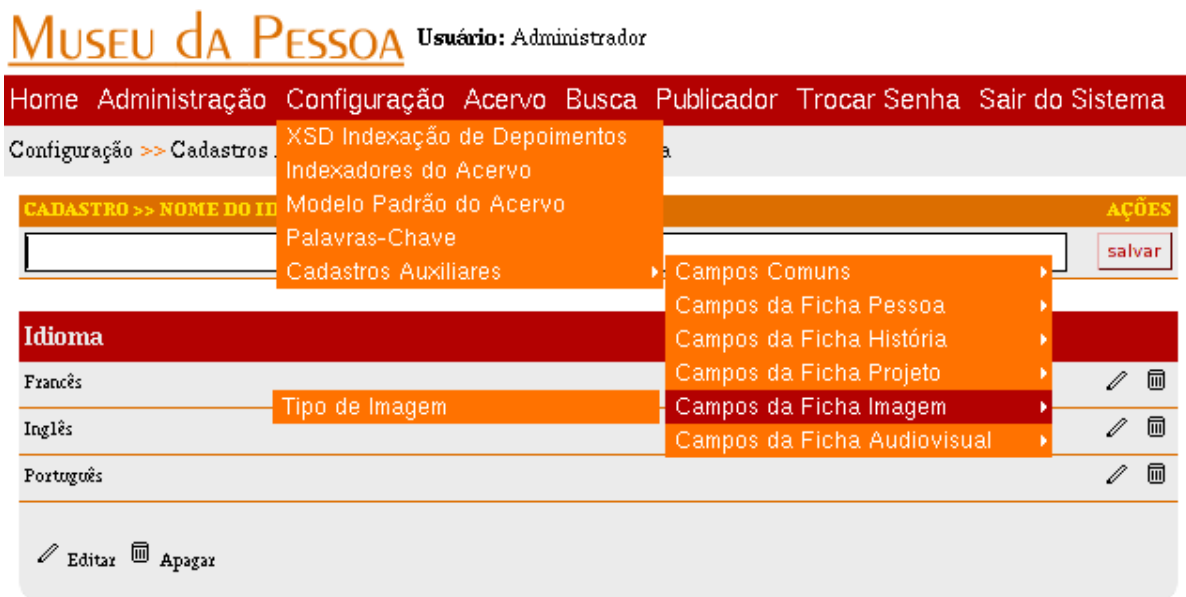 MUSEU dA PESSOA Usuário: Administrador
Home Administração Configuração Acervo Busca Publicador Trocar Senha Sair do Sistema
XSD Indexação de Depoimentos
Configuração >> Cadastros
Indexadores do Acervo
CADASTRO >> NOME DO
Modelo Padrão do Acervo
AÇÕES
Palavras-Chave
salvar
Cadastros Auxiliares
Campos Comuns
Campos da Ficha Pessoa
Idioma
Campos da Ficha História
Francês
Campos da Ficha Projeto
Tipo de Imagem
Campos da Ficha Imagem
Inglês
Campos da Ficha Audiovisual
Português
Editar Apagar